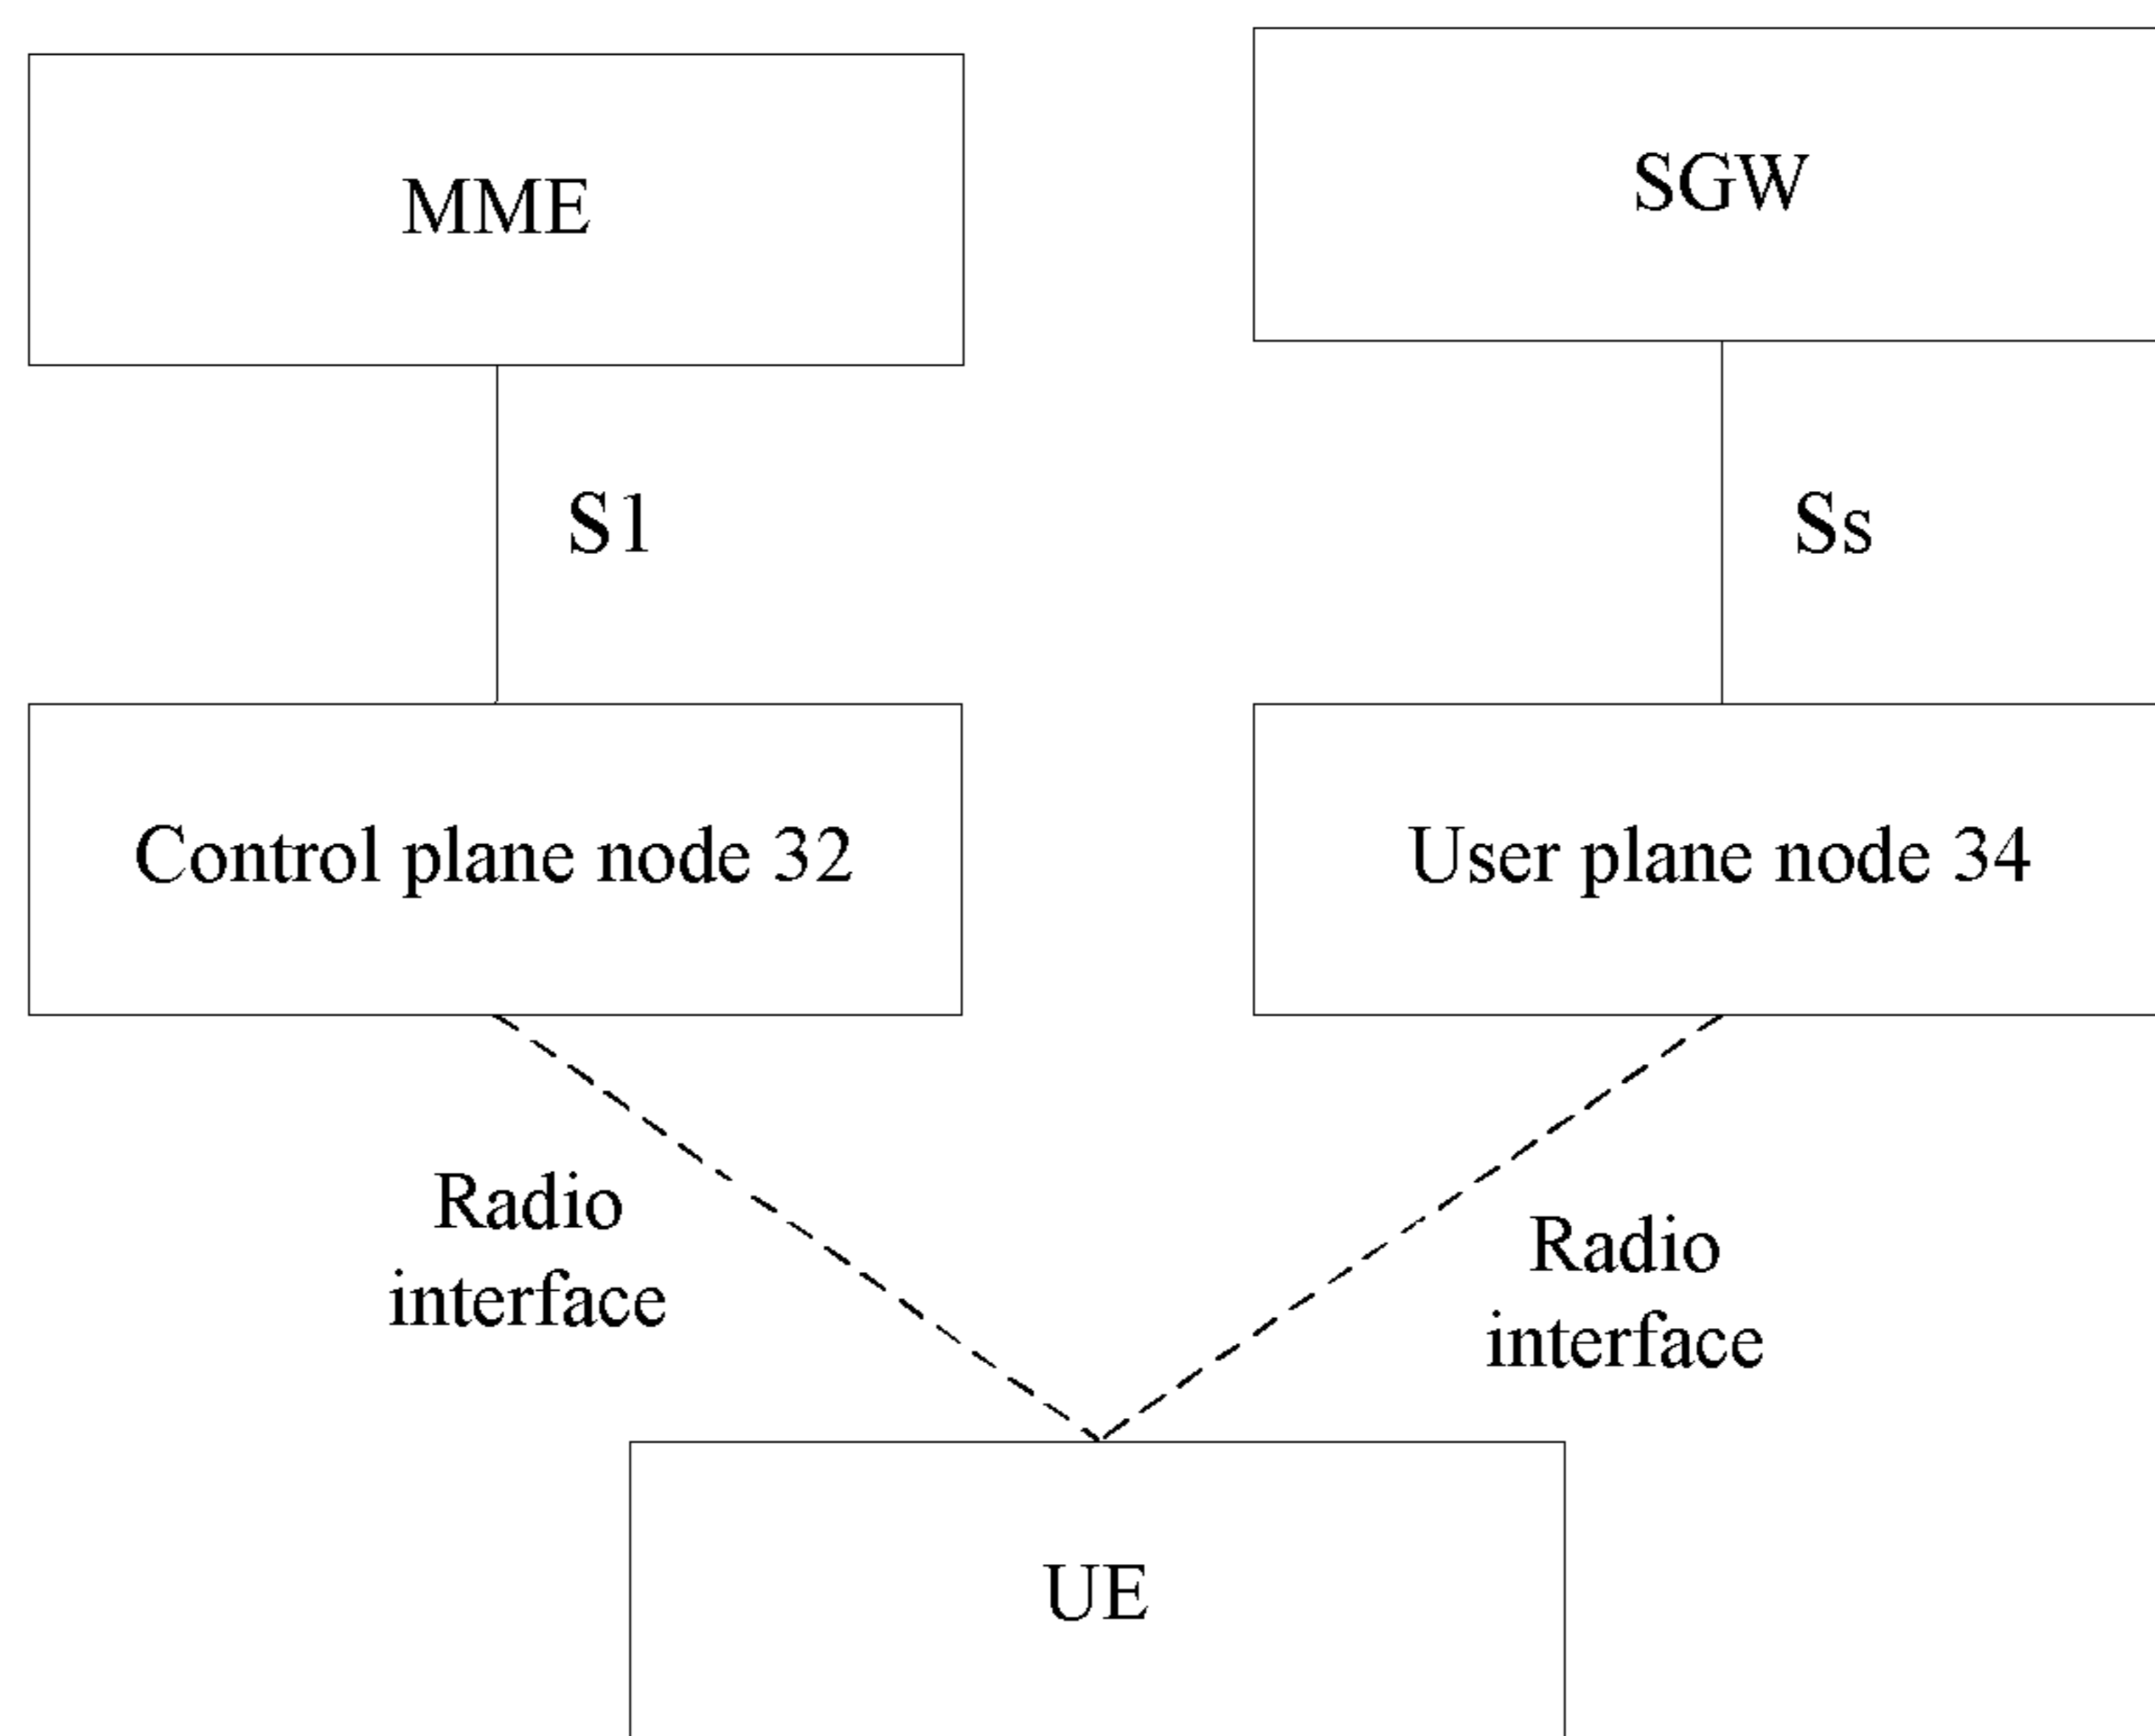 MME
SGW
S1
Ss
Control plane node 32
User plane node 34
Radio
interface
Radio
interface
UE